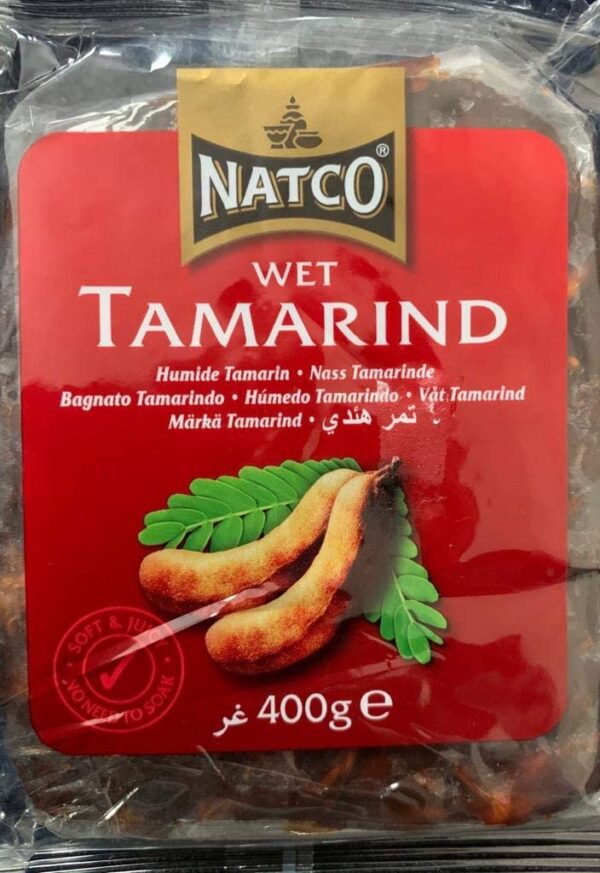 NATCO®
WET
TAMARIND
Humide Tamarin • Nass Tamarinde
Bagnato Tamarindo • Húmedo Tamarindo • Våt Tamarind
Märkä Tamarind • تمر هندي
SOFT & JUICY
NO NEED TO SOAK
400g e غر